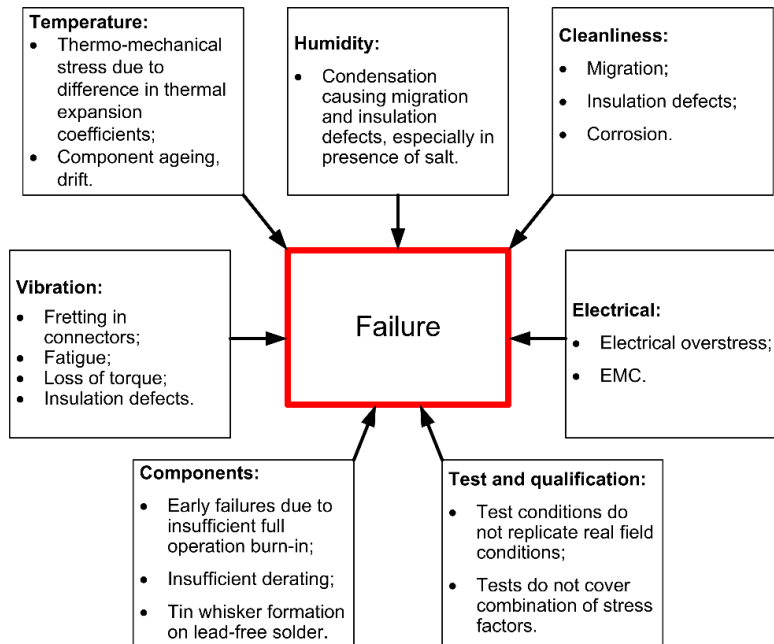 Temperature:
• Thermo-mechanical
stress due to
difference in thermal
expansion
coefficients;
• Component ageing,
drift.
Humidity:
• Condensation
causing migration
and insulation
defects, especially in
presence of salt.
Cleanliness:
• Migration;
• Insulation defects;
• Corrosion.
Vibration:
• Fretting in
connectors;
• Fatigue;
• Loss of torque;
• Insulation defects.
Failure
Electrical:
• Electrical overstress;
• EMC.
Components:
• Early failures due to
insufficient full
operation burn-in;
• Insufficient derating;
• Tin whisker formation
on lead-free solder.
Test and qualification:
• Test conditions do
not replicate real field
conditions;
• Tests do not cover
combination of stress
factors.